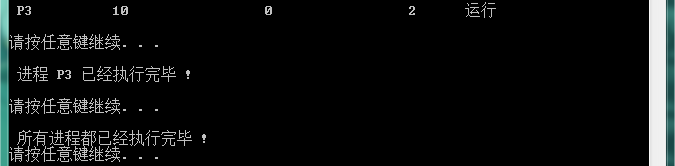 P3 10 0 2 运行
请按任意键继续. . .
进程 P3 已经执行完毕 !
请按任意键继续. . .
所有进程都已经执行完毕 !
请按任意键继续. . .